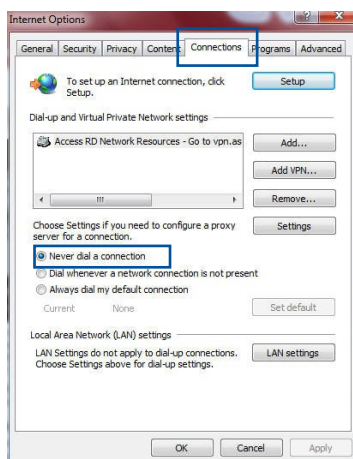 Internet Options
General Security Privacy Content Connections Programs Advanced
To set up an Internet connection, click
Setup.
Setup
Dial-up and Virtual Private Network settings
Access RD Network Resources - Go to vpn.as
Add...
Add VPN...
Remove...
Choose Settings if you need to configure a proxy
server for a connection.
Settings
Never dial a connection
Dial whenever a network connection is not present
Always dial my default connection
Current None
Set default
Local Area Network (LAN) settings
LAN Settings do not apply to dial-up connections.
Choose Settings above for dial-up settings.
LAN settings
OK Cancel Apply